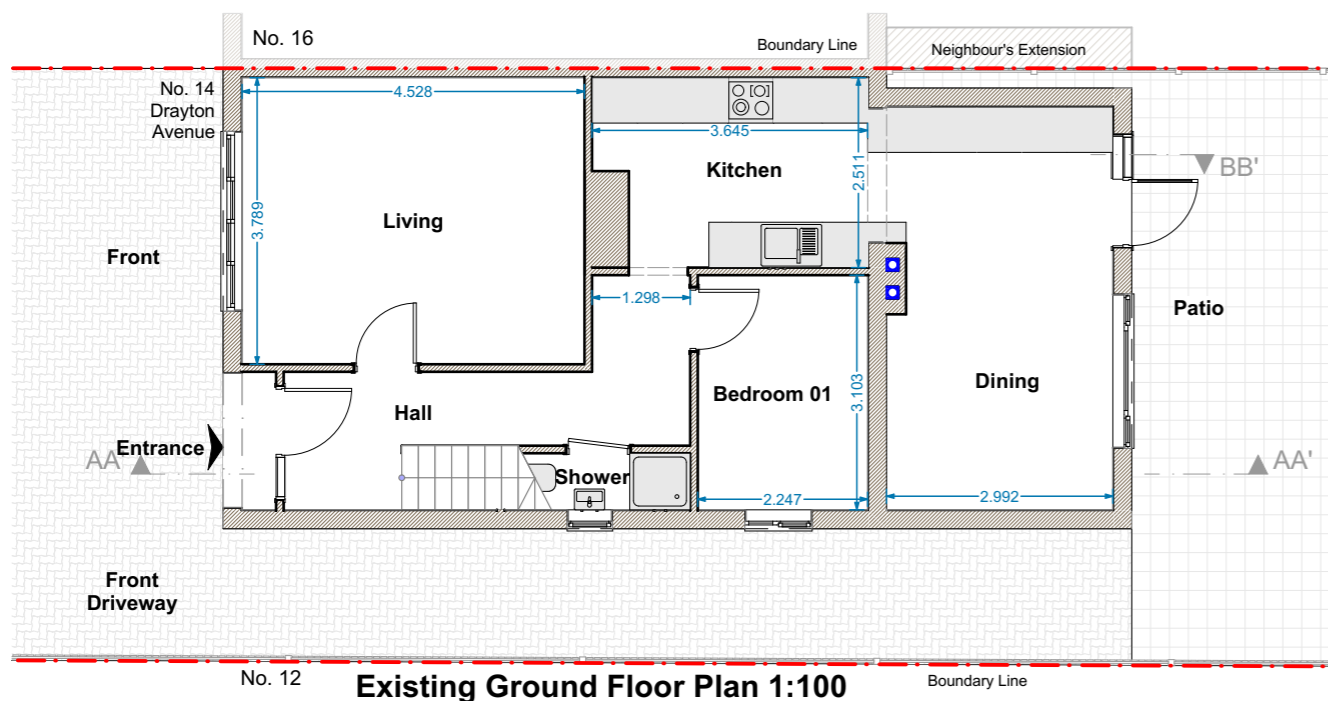 No. 16
Boundary Line
Neighbour's Extension
No. 14
Drayton
Avenue
4.528
3.645
Kitchen
2.511
BB'
3.789
Living
Front
1.298
Patio
Bedroom 01
3.103
Dining
Hall
Entrance
AA
Shower
AA'
2.247
2.992
Front
Driveway
No. 12
Existing Ground Floor Plan 1:100
Boundary Line